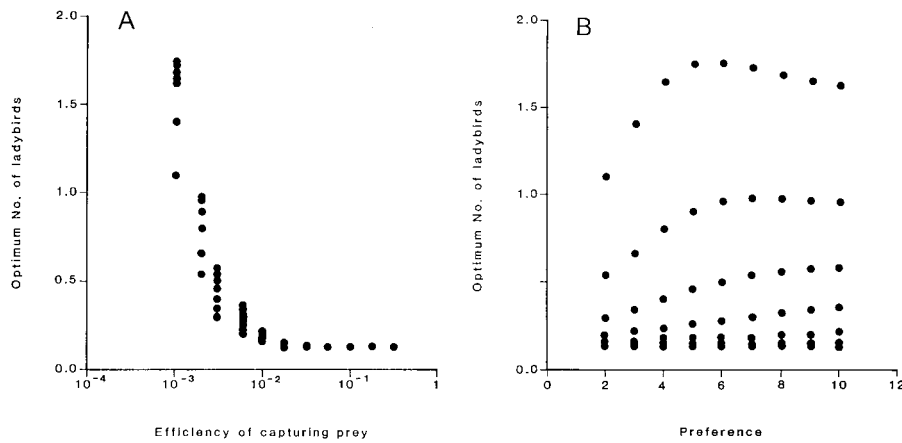 A
Optimum No. of ladybirds
2.0
1.5
1.0
0.5
0.0
10-4 10-3 10-2 10-1 1
Efficiency of capturing prey
B
Optimum No. of ladybirds
2.0
1.0
0.0
0 2 4 6 8 10 12
Preference